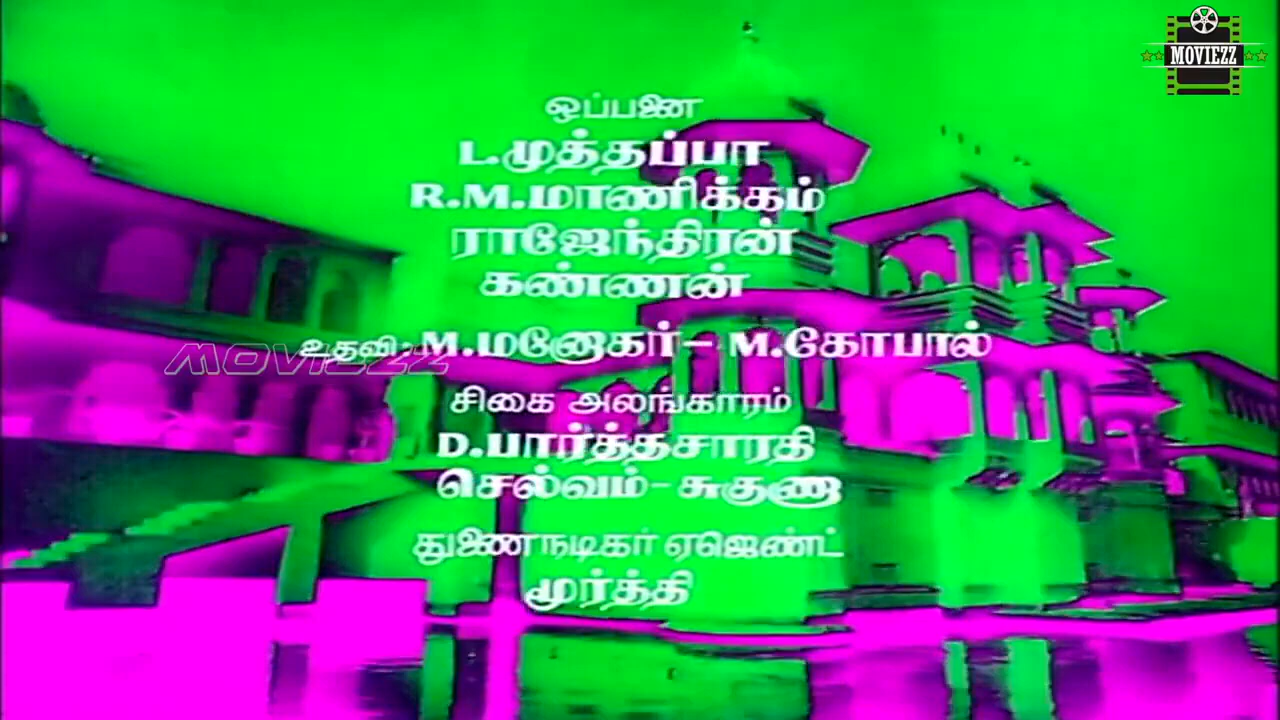 MOVIEZZ
ஒப்பனை
ட.முத்தப்பா
R.M.மாணிக்கம்
ராஜேந்திரன்
கண்ணன்
உதவி: M.மனோகர் - M.கோபால்
MOVIEZZ
சிகை அலங்காரம்
D.பார்த்தசாரதி
செல்வம் - சுகுணா
துணைநடிகர் ஏஜெண்ட்
மூர்த்தி